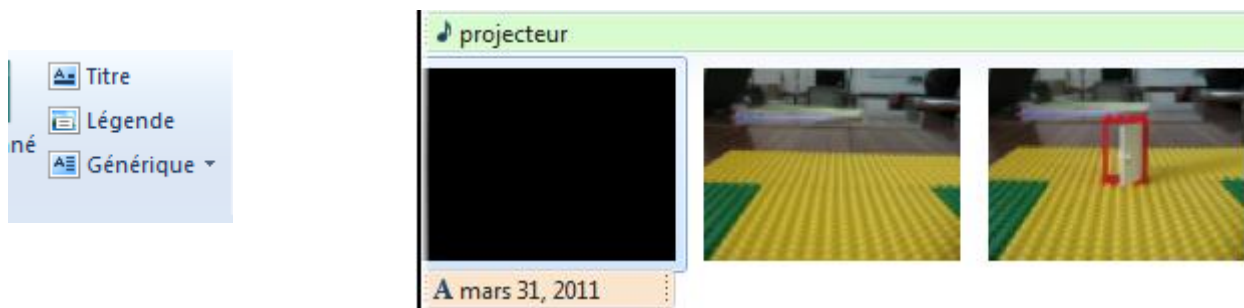 Titre
Légende
né
Générique
projecteur
A mars 31, 2011